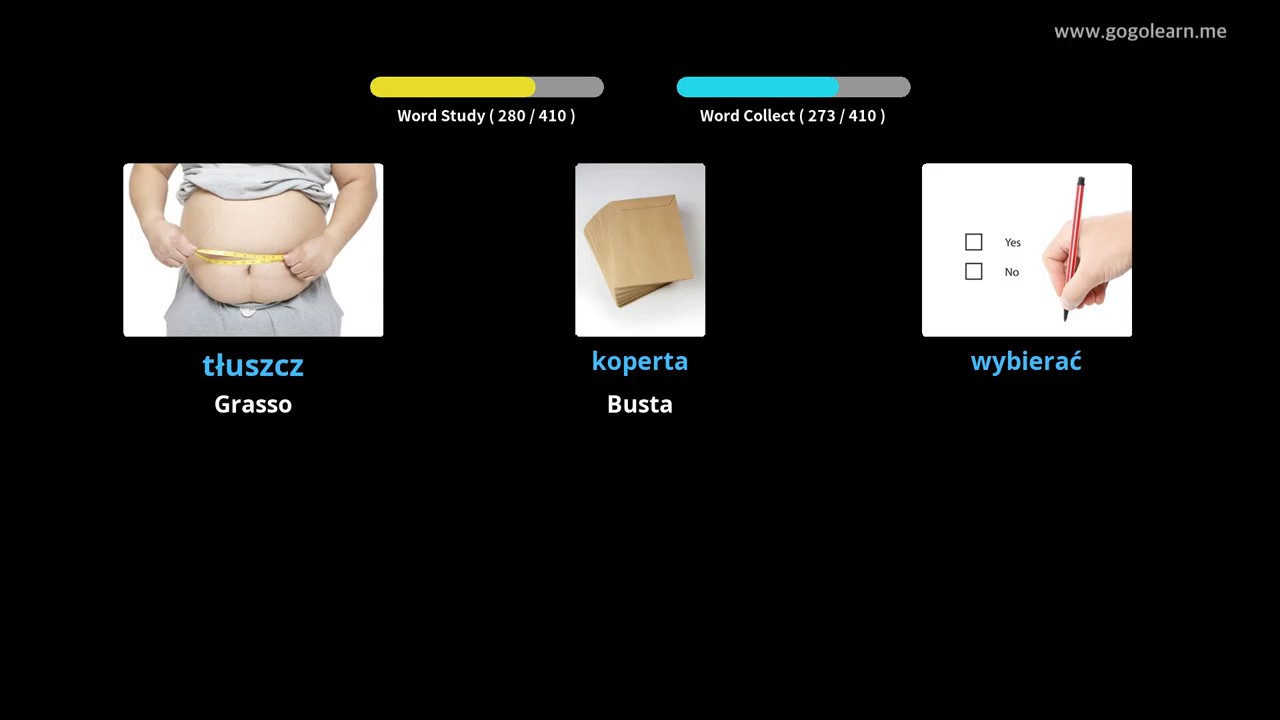 www.gogolearn.me
Word Study ( 280 / 410 )
Word Collect ( 273 / 410 )
Yes
No
tłuszcz
koperta
wybierać
Grasso
Busta